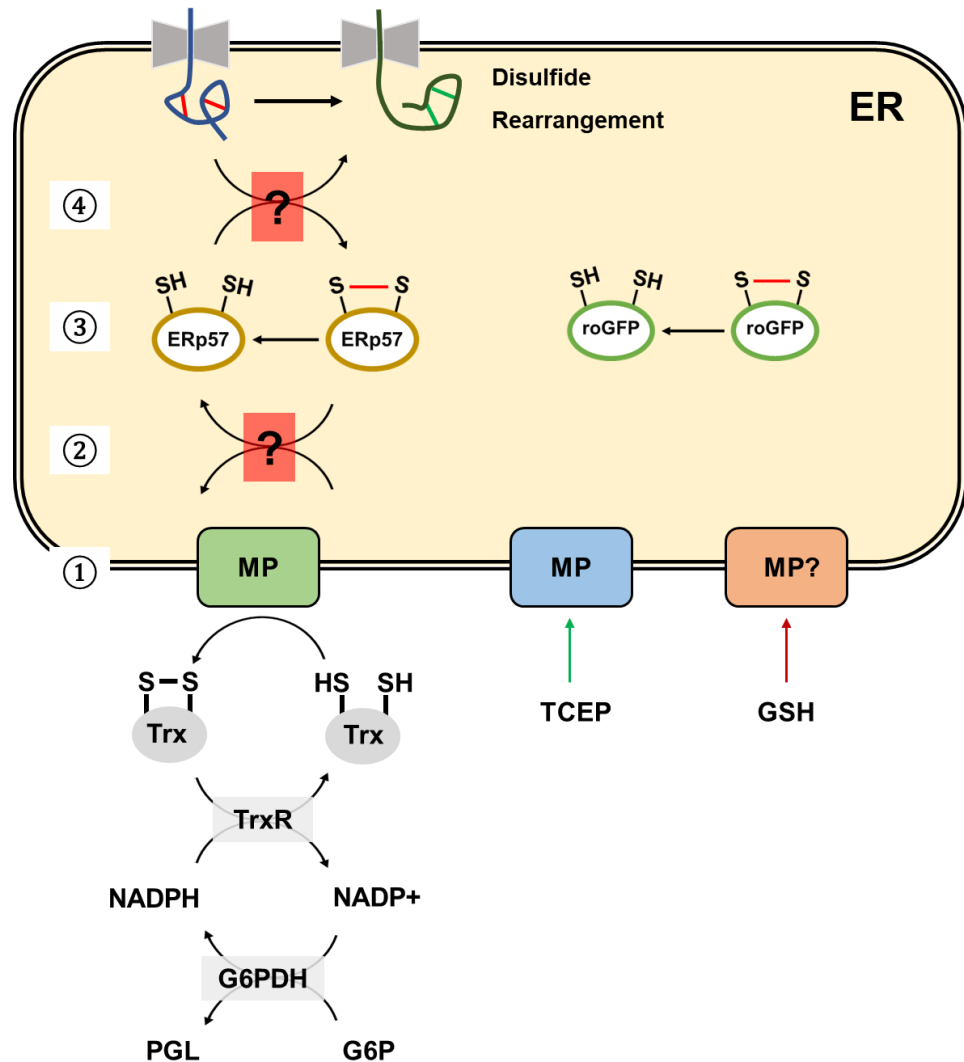 Disulfide
Rearrangement
ER
④
?
SH SH S S SH SH S S
③ ERp57 ERp57 roGFP roGFP
②
?
①
MP MP MP?
S S HS SH
Trx Trx TCEP GSH
TrxR
NADPH NADP+
G6PDH
PGL G6P